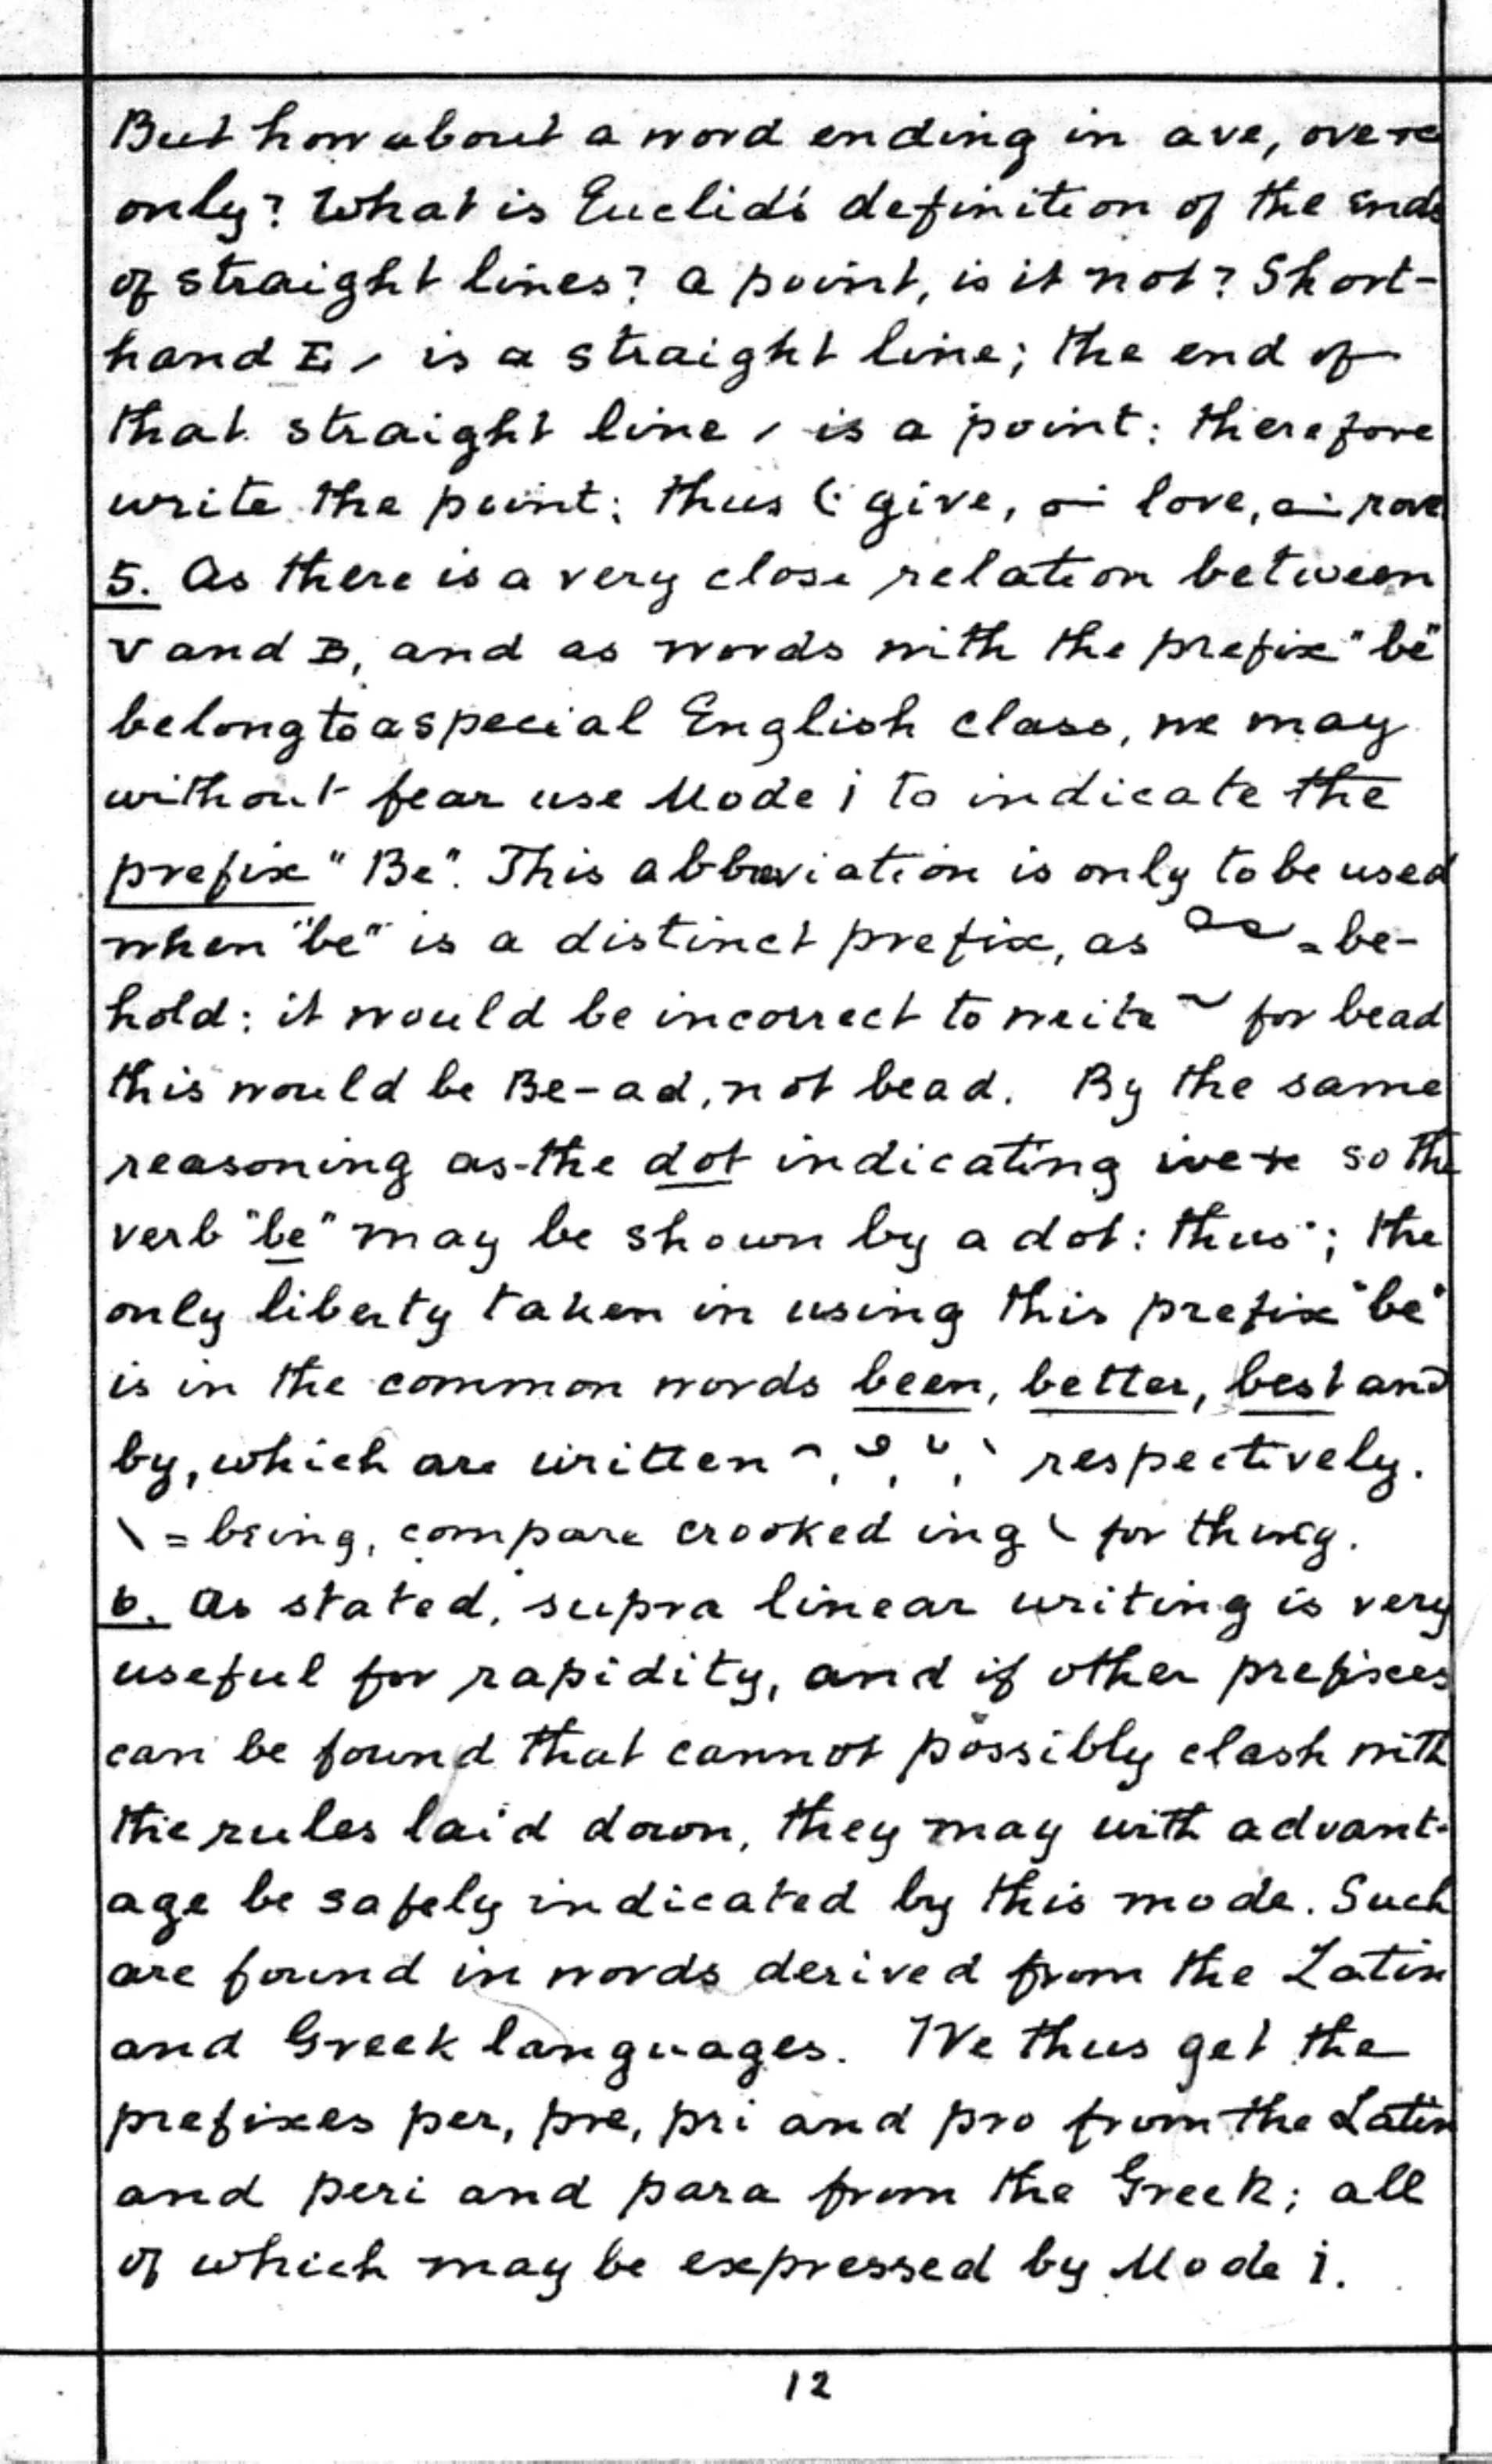 But how about a word ending in ave, ove &c
only? What is Euclid's definition of the ends
of straight lines? a point, is it not? Short-
hand E, is a straight line; the end of
that straight line, is a point: therefore
write the point; thus give, love, rove
5. As there is a very close relation between
V and B, and as words with the prefix "be"
belong to a special English class, we may
without fear use Mode i to indicate the
prefix "Be". This abbreviation is only to be used
when "be" is a distinct prefix, as = be-
hold: it would be incorrect to write for bead
this would be Be-ad, not bead. By the same
reasoning as the dot indicating ive &c so the
verb "be" may be shown by a dot: thus ·; the
only liberty taken in using this prefix "be"
is in the common words been, better, best and
by, which are written respectively.
\ = being, compare crooked ing for thing.
6. As stated, supra linear writing is very
useful for rapidity, and if other prefixes
can be found that cannot possibly clash with
the rules laid down, they may with advant-
age be safely indicated by this mode. Such
are found in words derived from the Latin
and Greek languages. We thus get the
prefixes per, pre, pri and pro from the Latin
and peri and para from the Greek; all
of which may be expressed by Mode i.
12